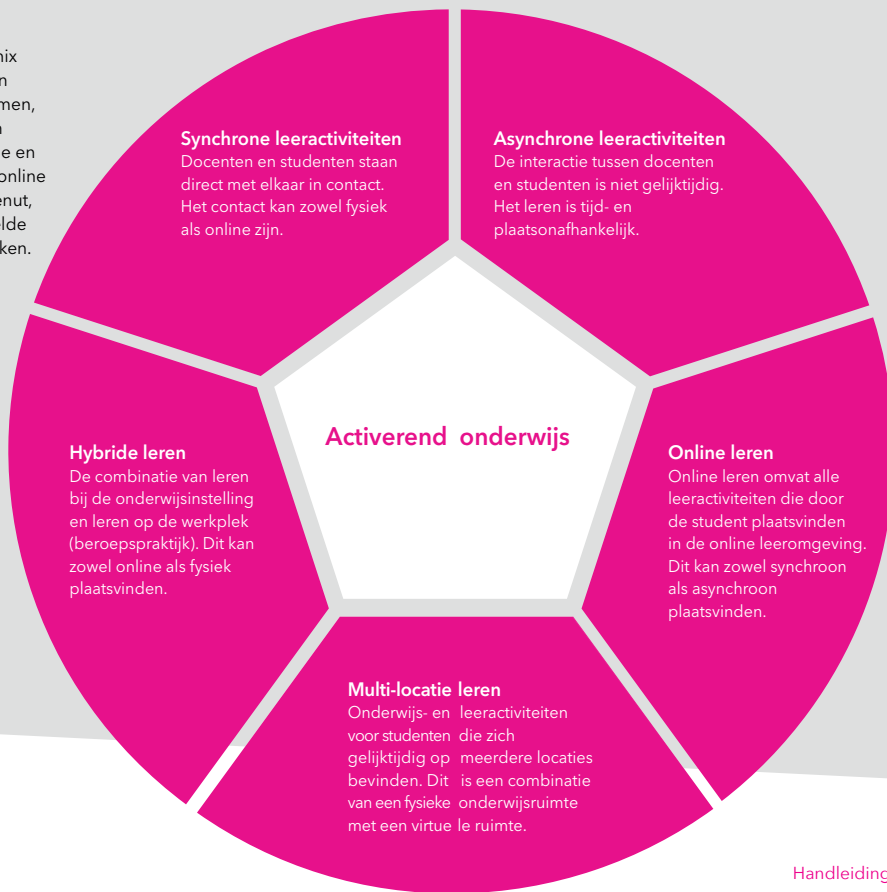 men,
e en
online
Synchrone leeractiviteiten
Docenten en studenten staan
direct met elkaar in contact.
Het contact kan zowel fysiek
als online zijn.
Asynchrone leeractiviteiten
De interactie tussen docenten
en studenten is niet gelijktijdig.
Het leren is tijd- en
plaatsonafhankelijk.
Activerend onderwijs
Hybride leren
De combinatie van leren
bij de onderwijsinstelling
en leren op de werkplek
(beroepspraktijk). Dit kan
zowel online als fysiek
plaatsvinden.
Online leren
Online leren omvat alle
leeractiviteiten die door
de student plaatsvinden
in de online leeromgeving.
Dit kan zowel synchroon
als asynchroon
plaatsvinden.
Multi-locatie leren
Onderwijs- en leeractiviteiten
voor studenten die zich
gelijktijdig op meerdere locaties
bevinden. Dit is een combinatie
van een fysieke onderwijsruimte
met een virtue le ruimte.
Handleiding